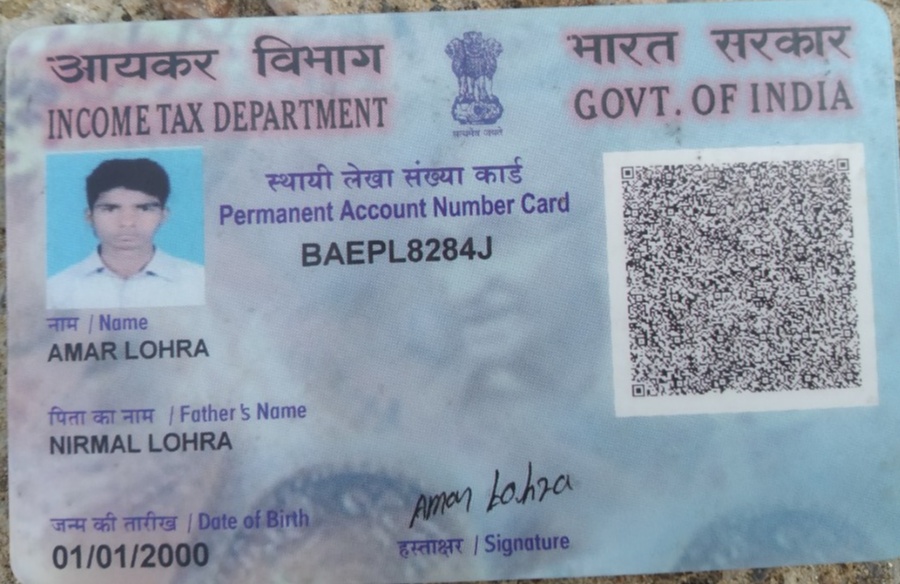 आयकर विभाग
INCOME TAX DEPARTMENT
सत्यमेव जयते
भारत सरकार
GOVT. OF INDIA
स्थायी लेखा संख्या कार्ड
Permanent Account Number Card
BAEPL8284J
नाम / Name
AMAR LOHRA
पिता का नाम / Father's Name
NIRMAL LOHRA
जन्म की तारीख / Date of Birth
01/01/2000
Amar Lohra
हस्ताक्षर / Signature